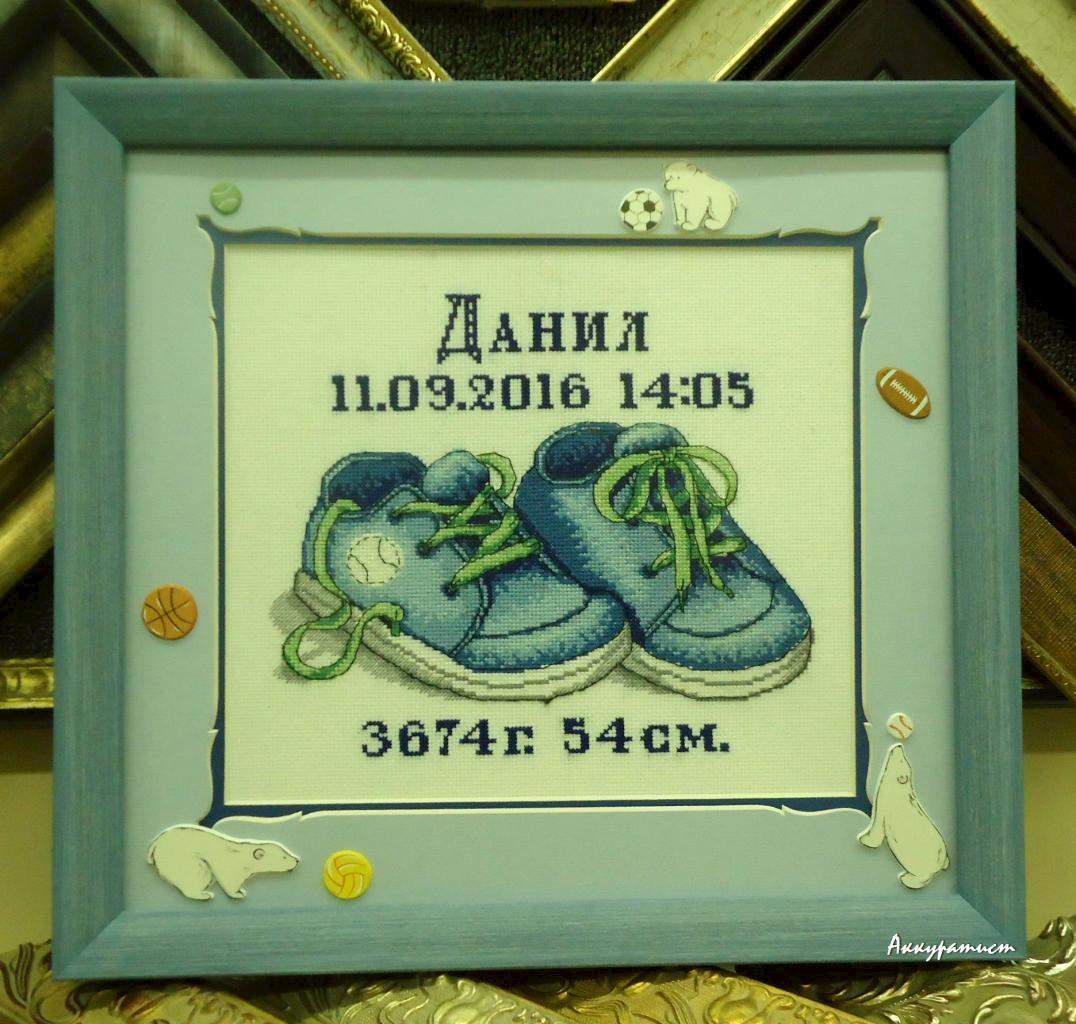 Данил
11.09.2016 14:05
3674г. 54см.
Аккуратист